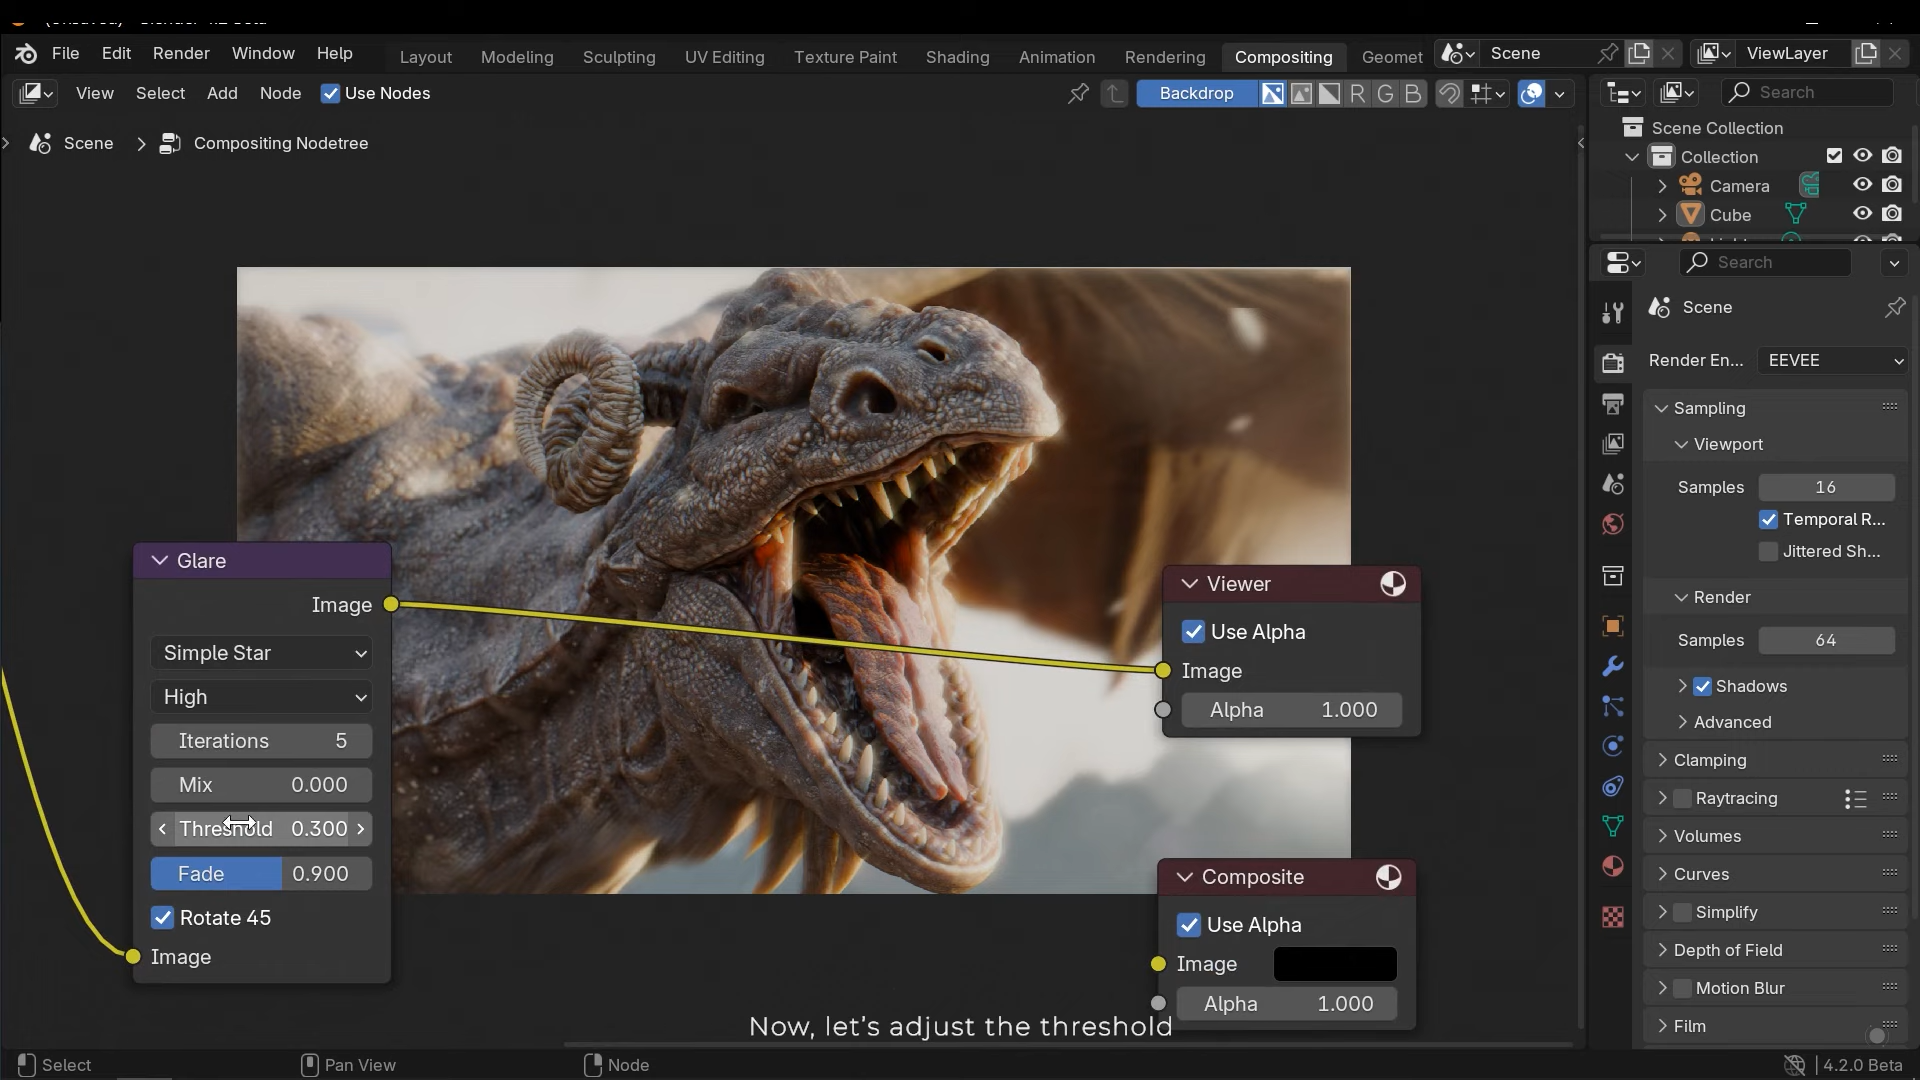 File Edit Render Window Help
Layout Modeling Sculpting UV Editing Texture Paint Shading Animation Rendering Compositing Geomet
Scene
ViewLayer
View Select Add Node Use Nodes
Backdrop
R G B
Search
Scene > Compositing Nodetree
Scene Collection
Collection
Camera
Cube
Search
Scene
Render En... EEVEE
Sampling
Viewport
Samples 16
Temporal R...
Jittered Sh...
Render
Samples 64
Shadows
Advanced
Clamping
Raytracing
Volumes
Curves
Simplify
Depth of Field
Motion Blur
Film
Glare
Image
Simple Star
High
Iterations 5
Mix 0.000
Threshold 0.300
Fade 0.900
Rotate 45
Image
Viewer
Use Alpha
Image
Alpha 1.000
Composite
Use Alpha
Image
Alpha 1.000
Now, let's adjust the threshold
Select Pan View Node
4.2.0 Beta